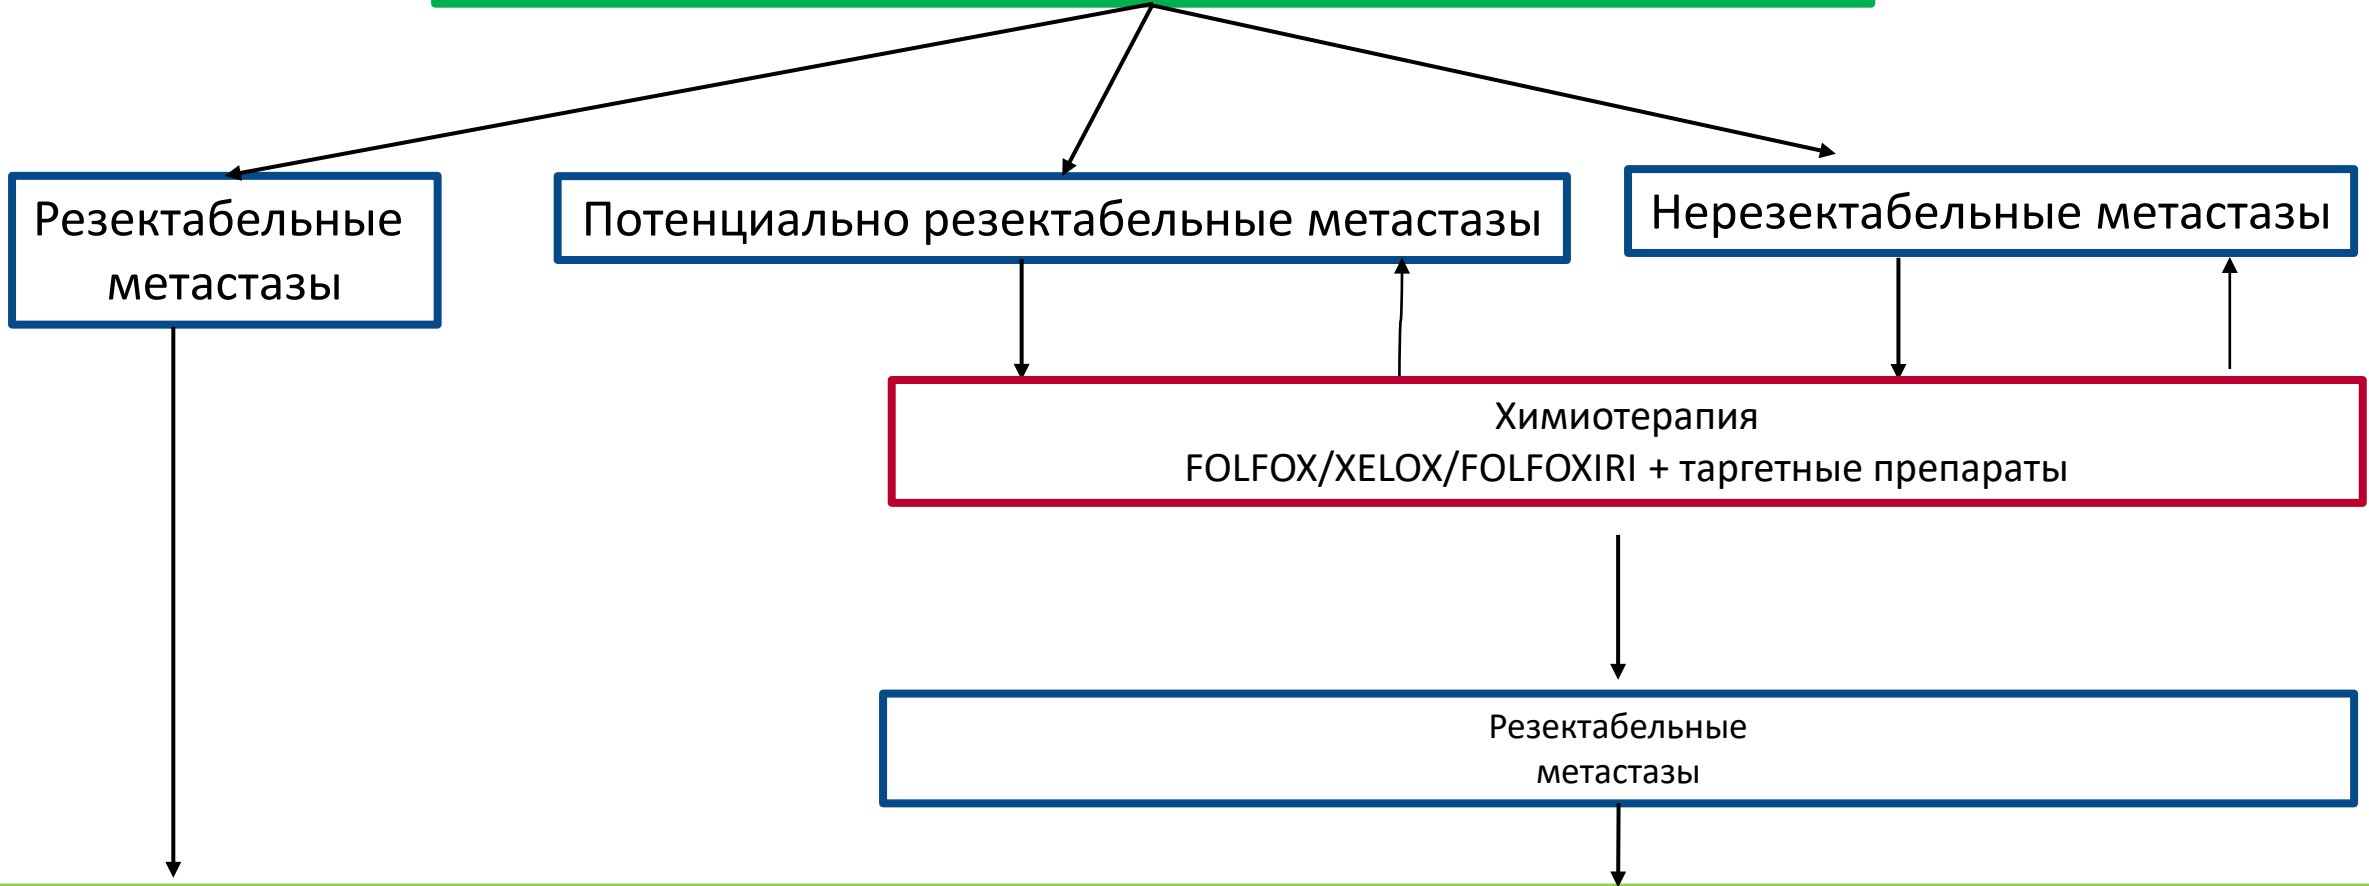 Резектабельные
метастазы
Потенциально резектабельные метастазы
Нерезектабельные метастазы
Химиотерапия
FOLFOX/XELOX/FOLFOXIRI + таргетные препараты
Резектабельные
метастазы